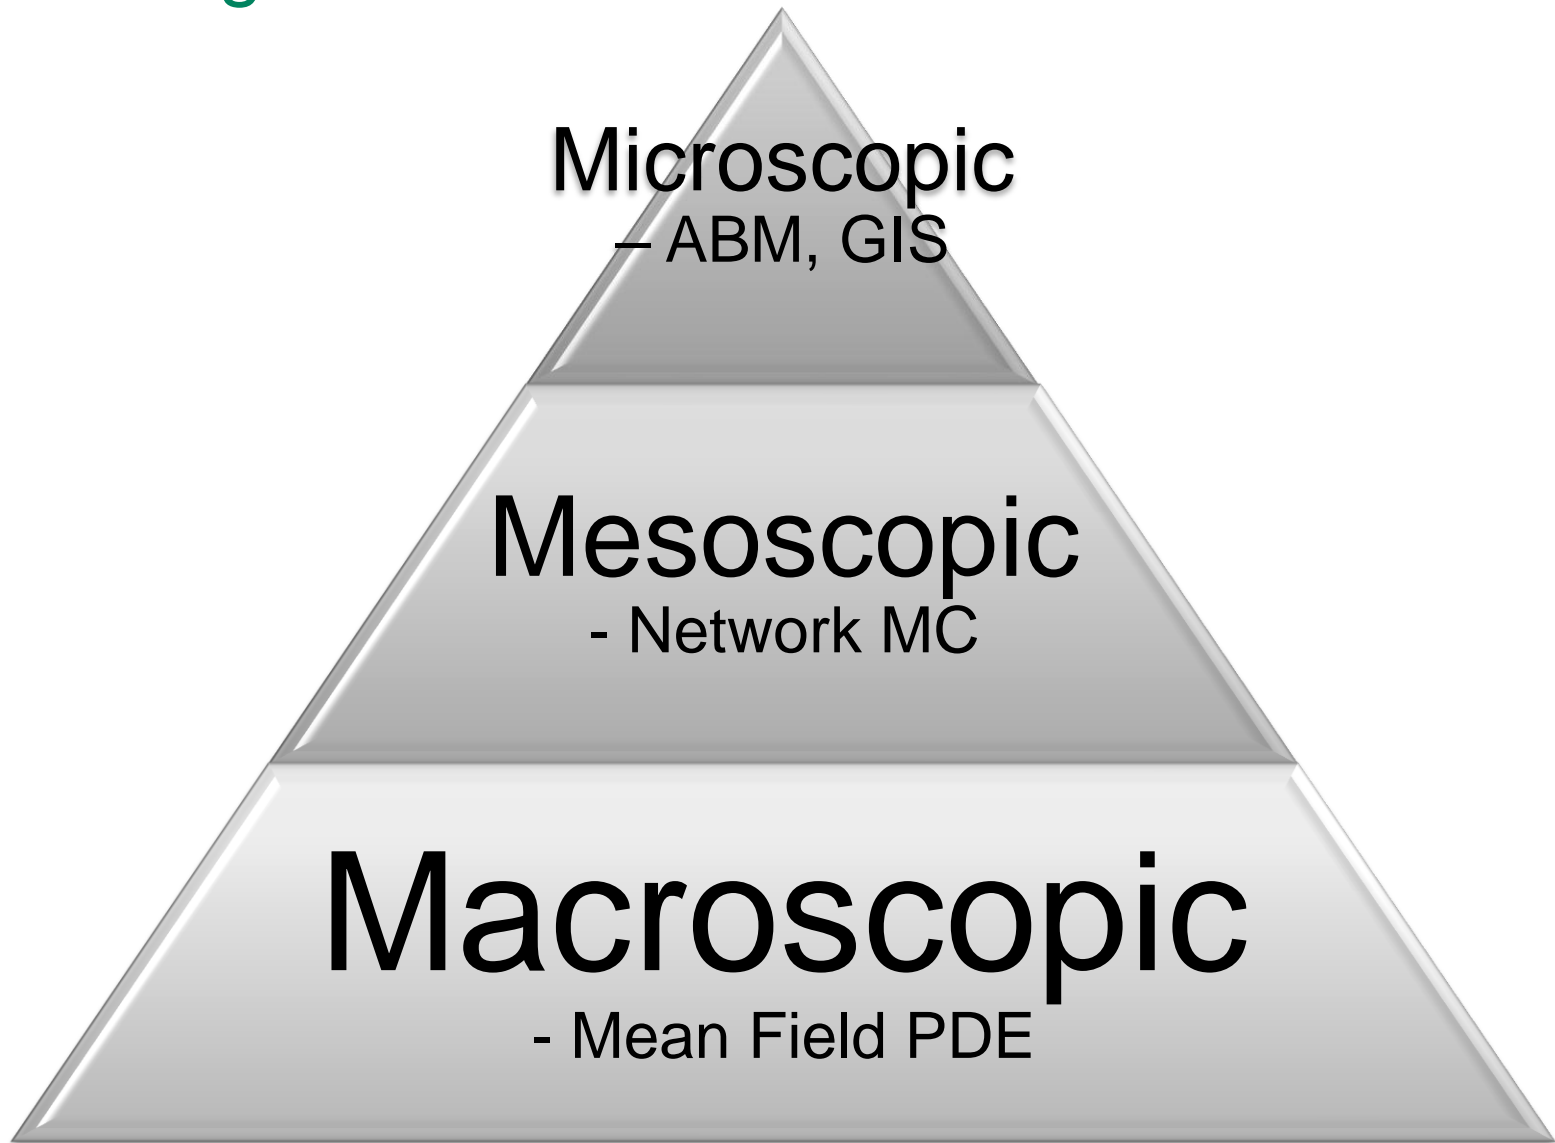 Microscopic
– ABM, GIS
Mesoscopic
- Network MC
Macroscopic
- Mean Field PDE